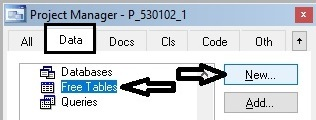 Project Manager - P_530102_1
All Data Docs Cls Code Oth
Databases
Free Tables
Queries
New...
Add...